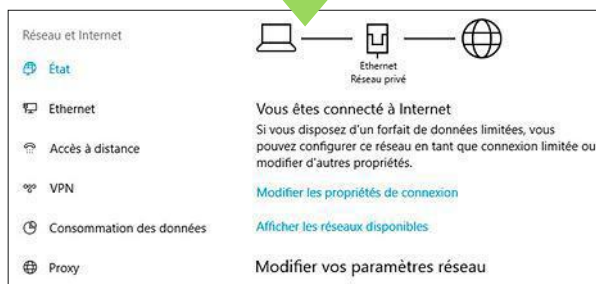 Réseau et Internet
État
Ethernet
Accès à distance
VPN
Consommation des données
Proxy
Ethernet
Réseau privé
Vous êtes connecté à Internet
Si vous disposez d'un forfait de données limitées, vous
pouvez configurer ce réseau en tant que connexion limitée ou
modifier d'autres propriétés.
Modifier les propriétés de connexion
Afficher les réseaux disponibles
Modifier vos paramètres réseau